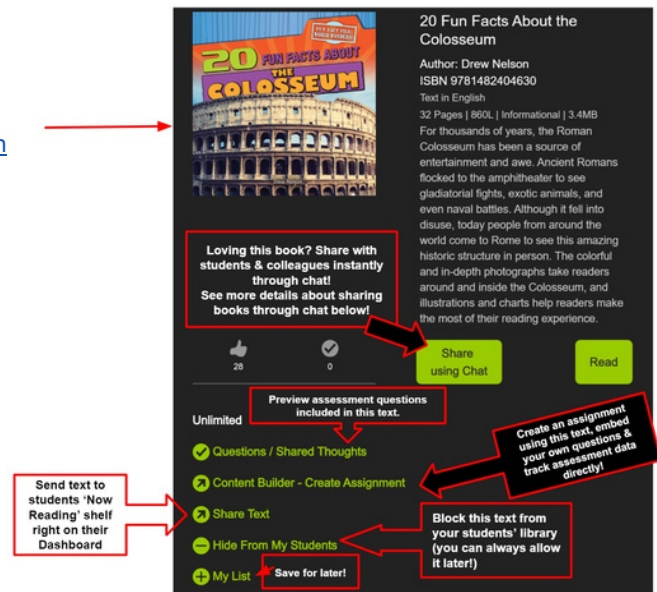 20 Fun Facts About the
Colosseum
FUN FACT FILE:
WORLD WONDERS!
20 FUN FACTS ABOUT
THE
COLOSSEUM
Drew Nelson
Author: Drew Nelson
ISBN 9781482404630
Text in English
32 Pages | 860L | Informational | 3.4MB
For thousands of years, the Roman
Colosseum has been a source of
entertainment and awe. Ancient Romans
flocked to the amphitheater to see
gladiatorial fights, exotic animals, and
even naval battles. Although it fell into
disuse, today people from around the
world come to Rome to see this amazing
historic structure in person. The colorful
and in-depth photographs take readers
around and inside the Colosseum, and
illustrations and charts help readers make
the most of their reading experience.
Loving this book? Share with
students & colleagues instantly
through chat!
See more details about sharing
books through chat below!
28
0
Share
using Chat
Read
Unlimited
Preview assessment questions
included in this text.
Questions / Shared Thoughts
Create an assignment
using this text, embed
your own questions &
track assessment data
directly!
Content Builder - Create Assignment
Send text to
students ‘Now
Reading’ shelf
right on their
Dashboard
Share Text
Hide From My Students
Block this text from
your students’ library
(you can always allow
it later!)
My List
Save for later!